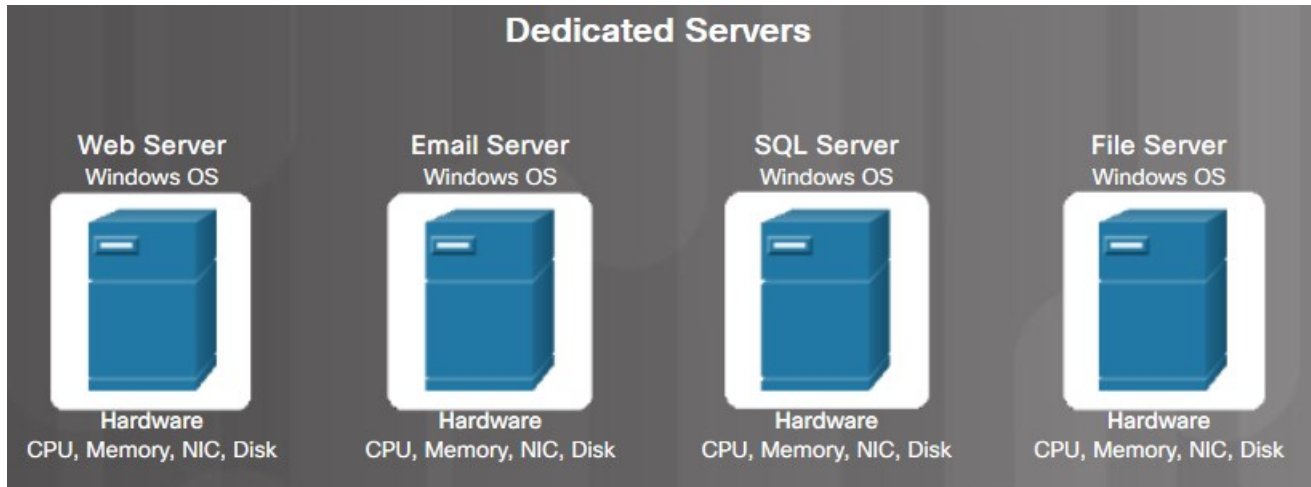 Dedicated Servers
Web Server
Windows OS
Hardware
CPU, Memory, NIC, Disk
Email Server
Windows OS
Hardware
CPU, Memory, NIC, Disk
SQL Server
Windows OS
Hardware
CPU, Memory, NIC, Disk
File Server
Windows OS
Hardware
CPU, Memory, NIC, Disk